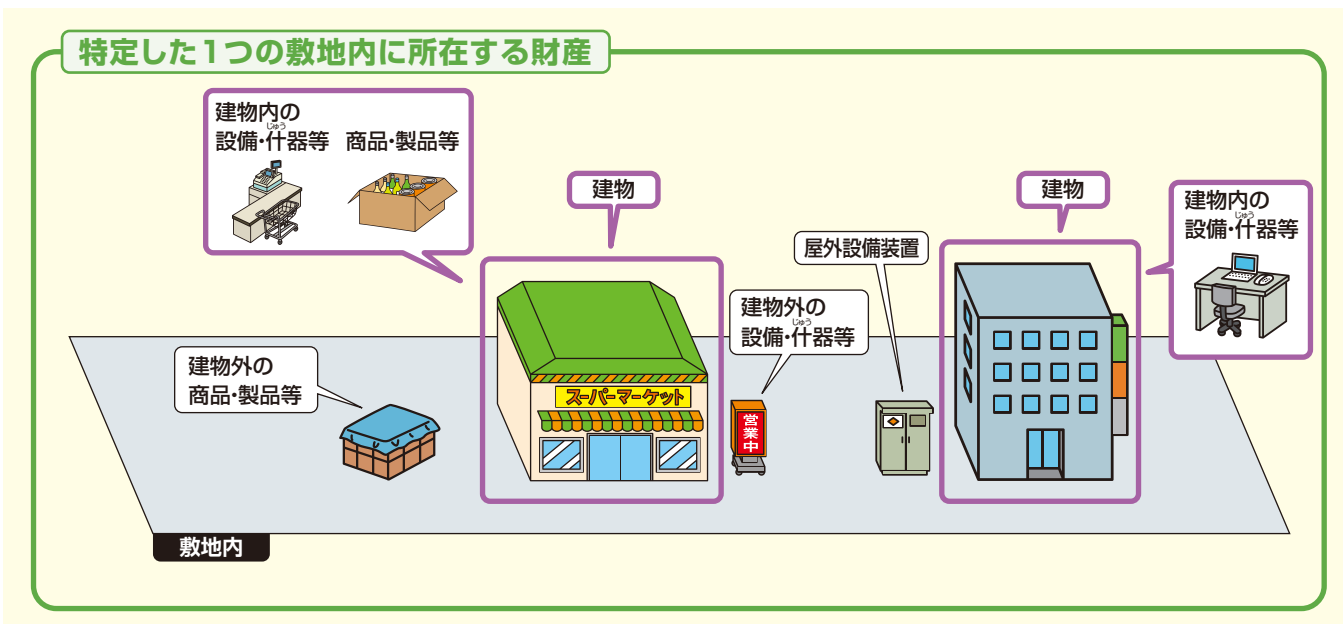 特定した1つの敷地内に所在する財産
建物内の
設備・什器等
じゅう
商品・製品等
建物
建物
建物内の
設備・什器等
じゅう
屋外設備装置
建物外の
設備・什器等
じゅう
建物外の
商品・製品等
スーパーマーケット
営業中
敷地内